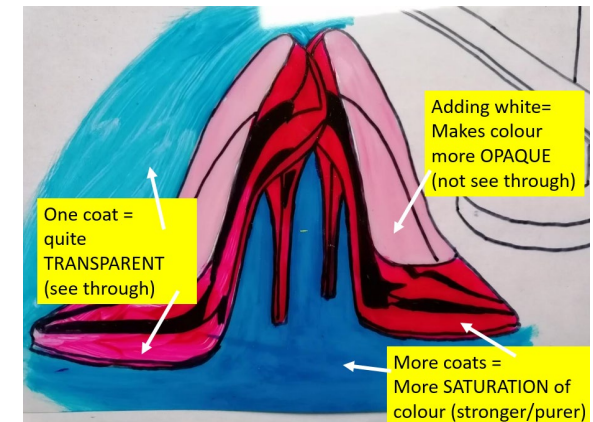 Adding white=
Makes colour
more OPAQUE
(not see through)
One coat =
quite
TRANSPARENT
(see through)
More coats =
More SATURATION of
colour (stronger/purer)